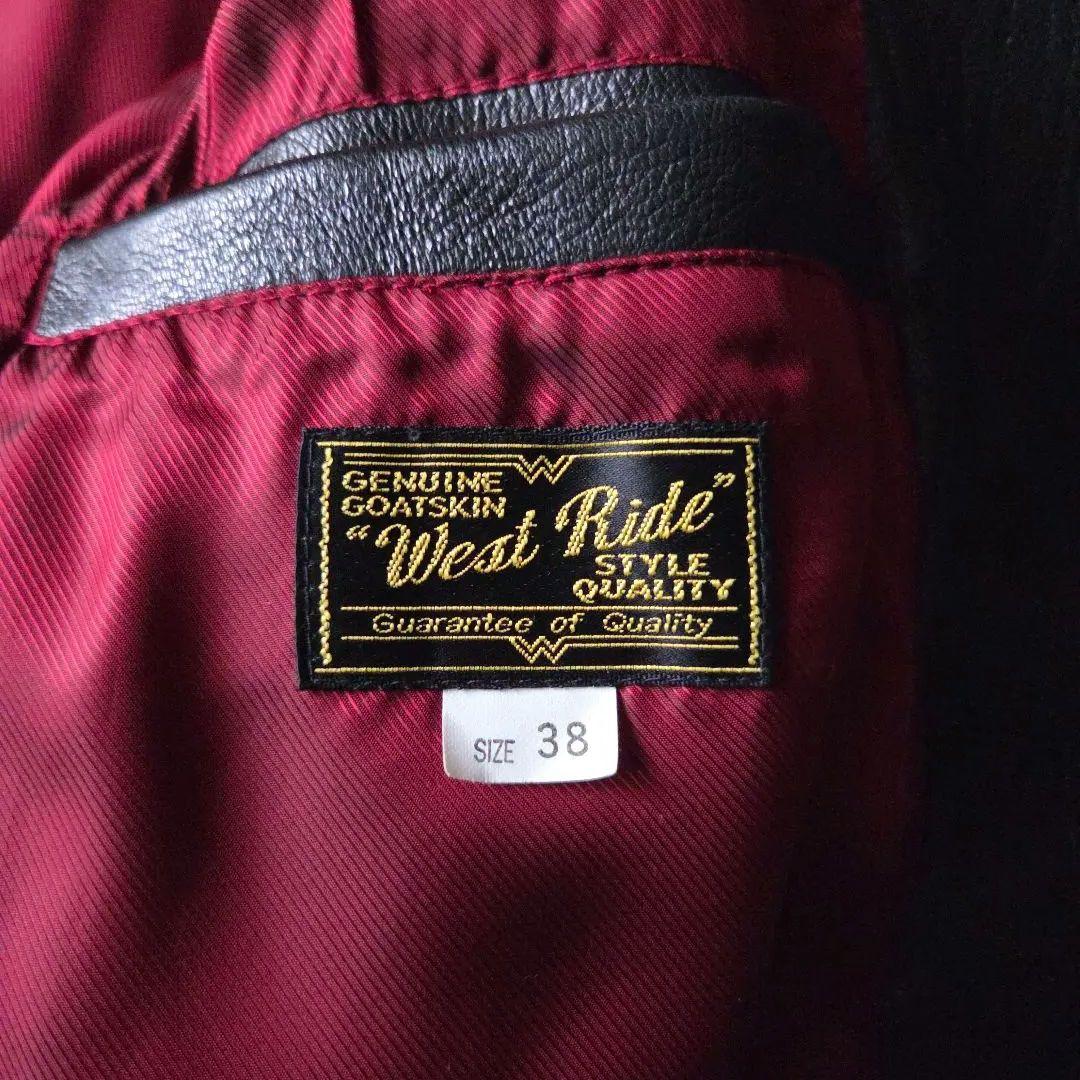 GENUINE
GOATSKIN
"West Ride"
STYLE
QUALITY
Guarantee of Quality
SIZE 38